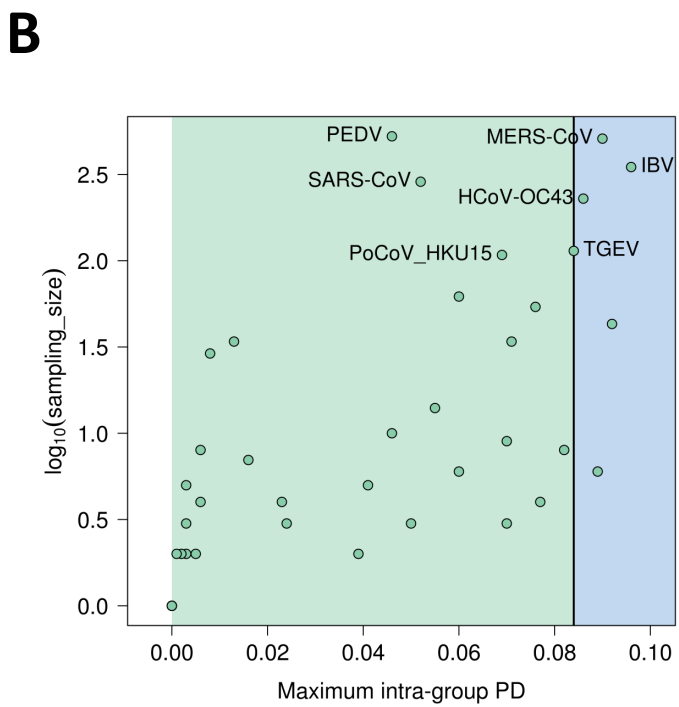 B
PEDV
MERS-CoV
IBV
SARS-CoV
HCoV-OC43
PoCoV_HKU15
TGEV
2.5
2.0
1.5
1.0
0.5
0.0
log₁₀(sampling_size)
0.00 0.02 0.04 0.06 0.08 0.10
Maximum intra-group PD